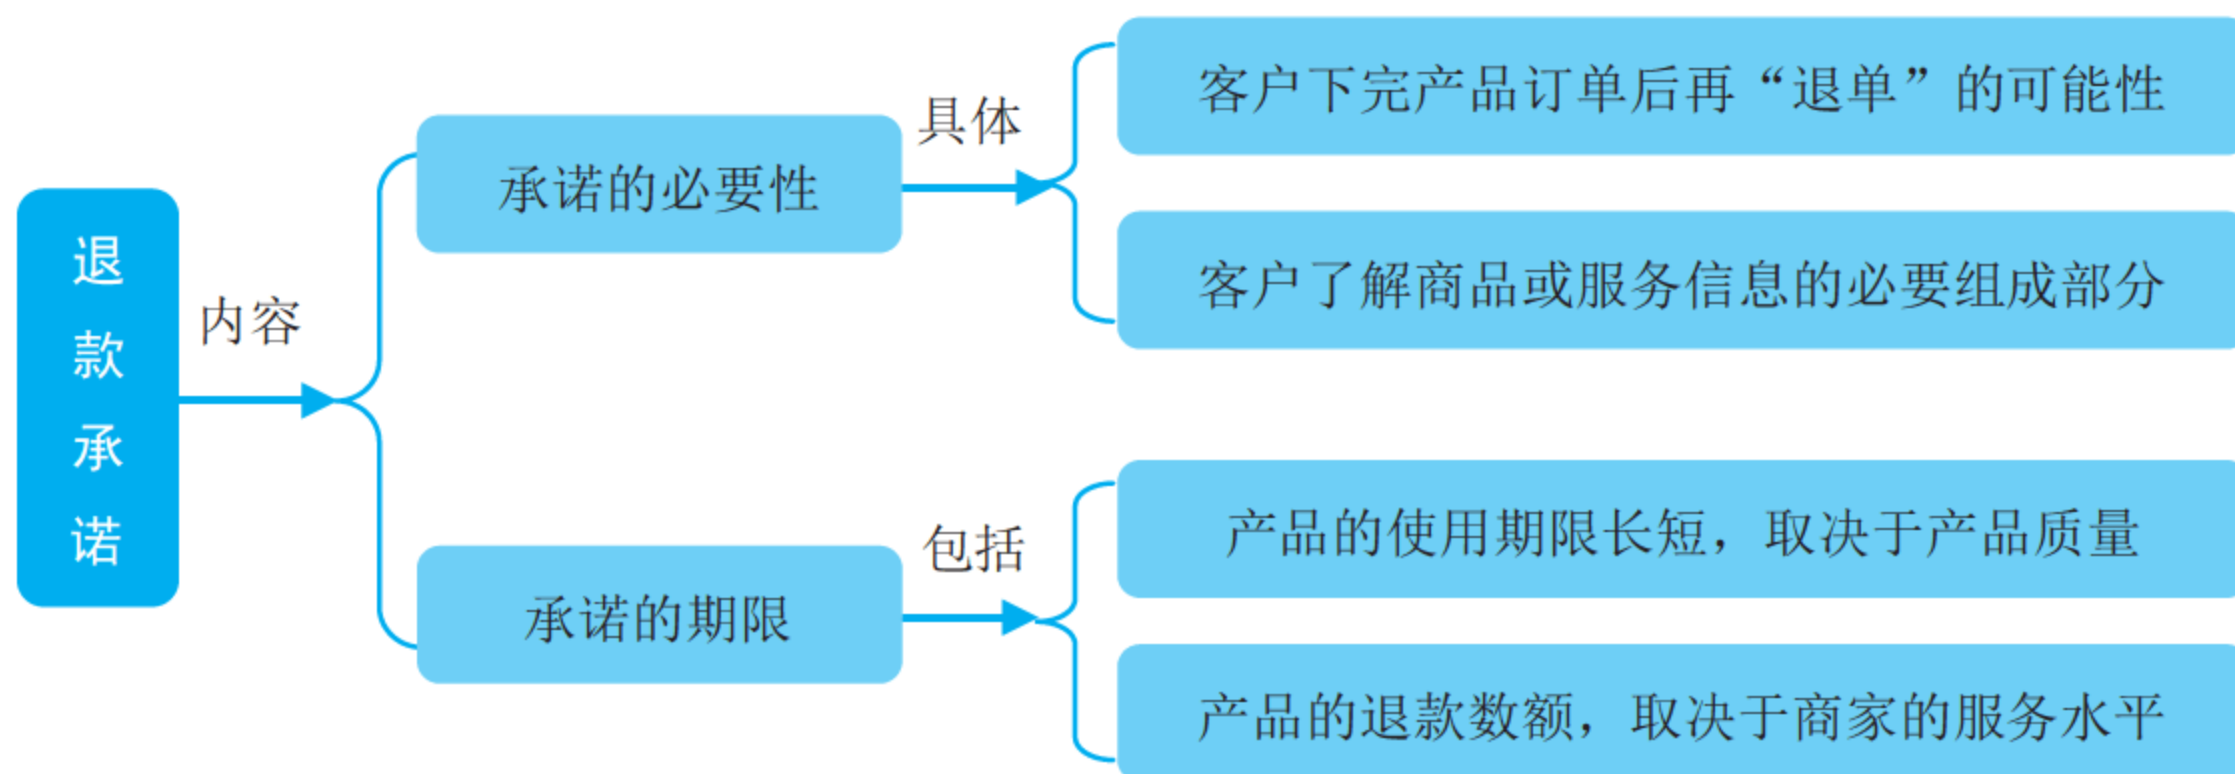 退款承诺
内容
承诺的必要性
具体
客户下完产品订单后再“退单”的可能性
客户了解商品或服务信息的必要组成部分
承诺的期限
包括
产品的使用期限长短，取决于产品质量
产品的退款数额，取决于商家的服务水平